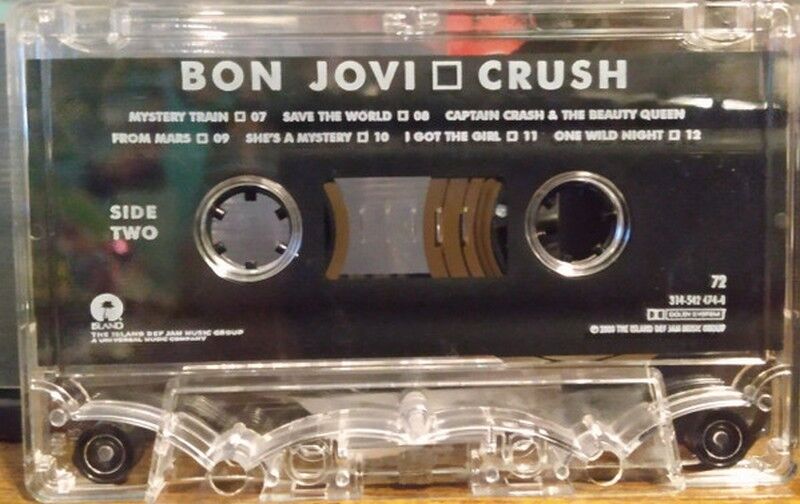 BON JOVI □ CRUSH
MYSTERY TRAIN □ 07 SAVE THE WORLD □ 08 CAPTAIN CRASH & THE BEAUTY QUEEN
FROM MARS □ 09 SHE'S A MYSTERY □ 10 I GOT THE GIRL □ 11 ONE WILD NIGHT □ 12
SIDE
TWO
72
314-542 474-4
ISLAND
DOLBY SYSTEM
THE ISLAND DEF JAM MUSIC GROUP
A UNIVERSAL MUSIC COMPANY
© 2000 THE ISLAND DEF JAM MUSIC GROUP